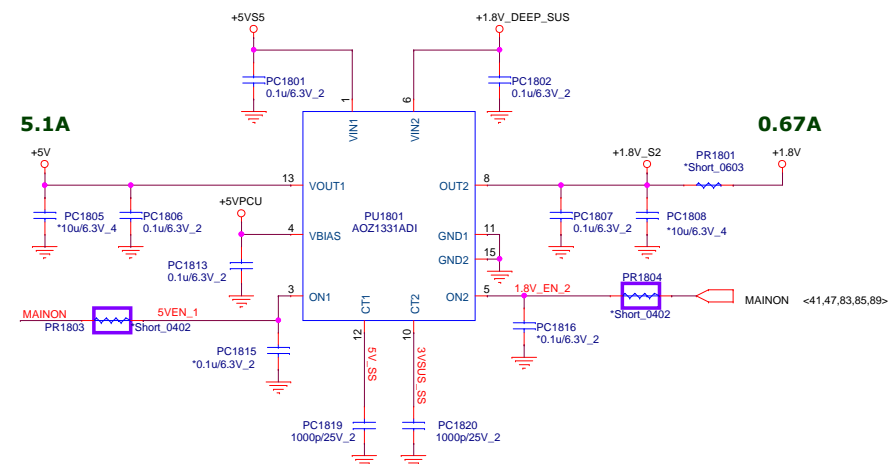 +5VS5
+1.8V_DEEP_SUS
PC1801
0.1u/6.3V_2
PC1802
0.1u/6.3V_2
1
6
VIN1
VIN2
5.1A
0.67A
+5V
+1.8V_S2
PR1801
*Short_0603
+1.8V
13
VOUT1
OUT2
8
PC1805
*10u/6.3V_4
PC1806
0.1u/6.3V_2
+5VPCU
PU1801
AOZ1331ADI
PC1807
0.1u/6.3V_2
PC1808
*10u/6.3V_4
4
VBIAS
GND1
11
GND2
15
PC1813
0.1u/6.3V_2
3
ON1
CT1
CT2
ON2
5
1.8V_EN_2
PR1804
*Short_0402
MAINON
<41,47,83,85,89>
MAINON
5VEN_1
PR1803
*Short_0402
PC1815
*0.1u/6.3V_2
PC1816
*0.1u/6.3V_2
12
10
5V_SS
3VSUS_SS
PC1819
1000p/25V_2
PC1820
1000p/25V_2